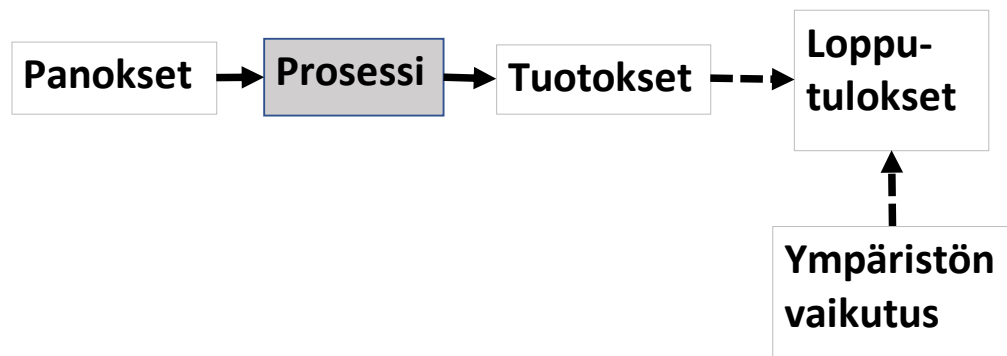 Panokset
Prosessi
Tuotokset
Loppu-
tulokset
Ympäristön
vaikutus